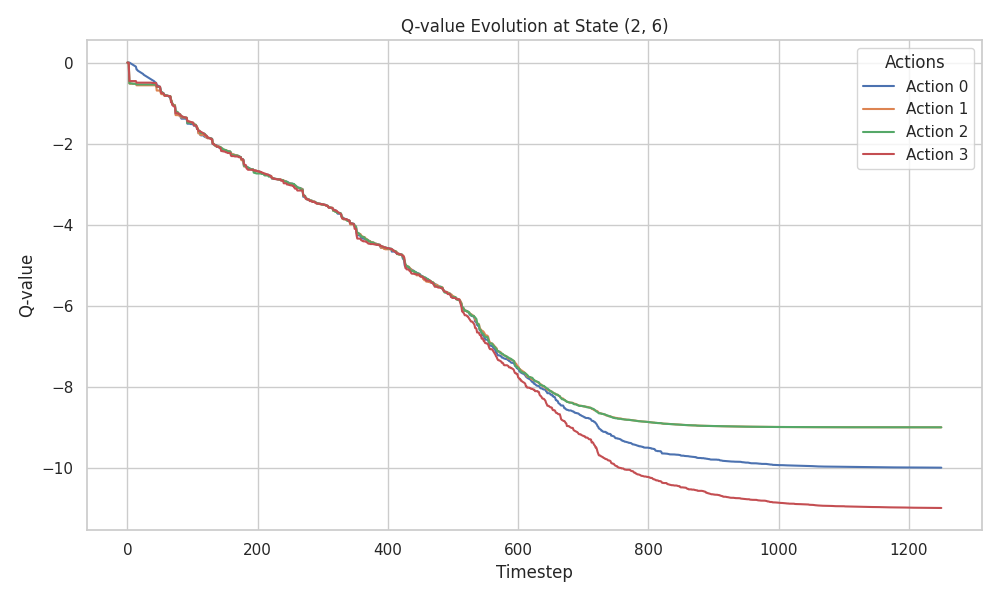 Q-value Evolution at State (2, 6)
Actions
Action 0
Action 1
Action 2
Action 3
Q-value
0
−2
−4
−6
−8
−10
0 200 400 600 800 1000 1200
Timestep